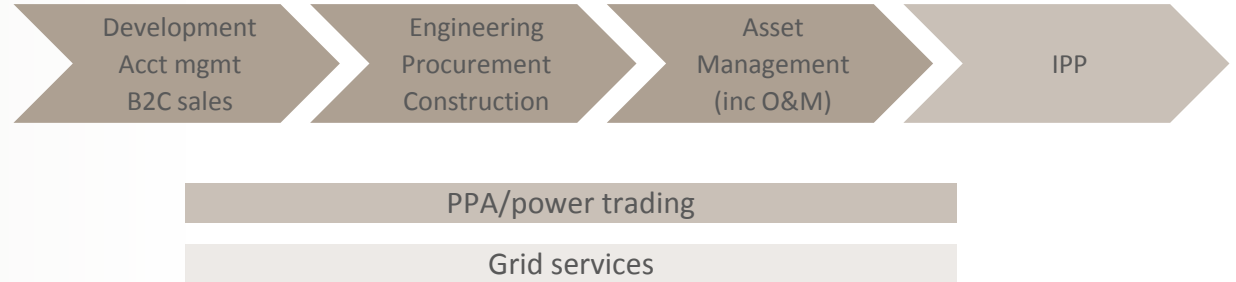 Development
Acct mgmt
B2C sales
Engineering
Procurement
Construction
Asset
Management
(inc O&M)
IPP
PPA/power trading
Grid services